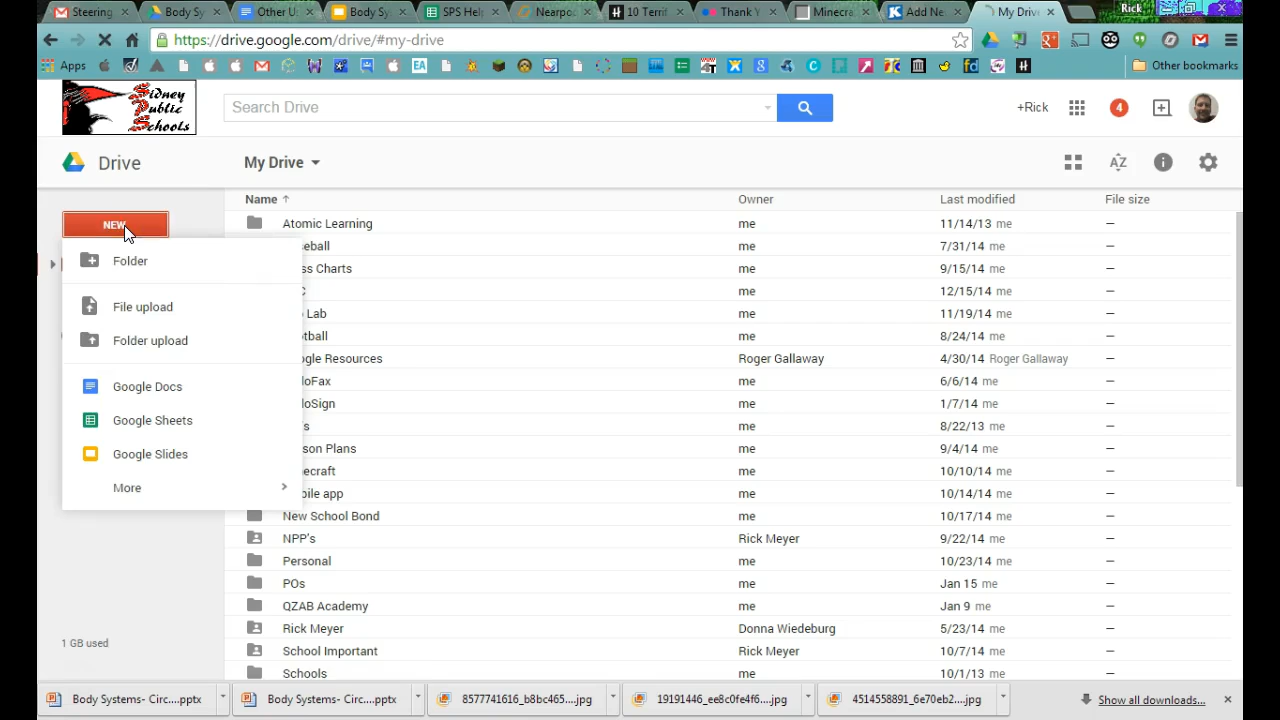 Steering
Body Sy
Other U
Body Sy
SPS Hel
Nearpo
10 Terrif
Thank Y
Minecra
Add Ne
My Driv
Rick
https://drive.google.com/drive/#my-drive
Apps
EA
Other bookmarks
Sidney
Public
Schools
Search Drive
+Rick
4
Drive
My Drive
AZ
NEW
Folder
File upload
Folder upload
Google Docs
Google Sheets
Google Slides
More
1 GB used
Name Owner Last modified File size
Atomic Learning me 11/14/13 me —
eball me 7/31/14 me —
ss Charts me 9/15/14 me —
C me 12/15/14 me —
Lab me 11/19/14 me —
tball me 8/24/14 me —
ogle Resources Roger Gallaway 4/30/14 Roger Gallaway —
loFax me 6/6/14 me —
loSign me 1/7/14 me —
s me 8/22/13 me —
son Plans me 9/4/14 me —
ecraft me 10/10/14 me —
bile app me 10/14/14 me —
New School Bond me 10/17/14 me —
NPP's Rick Meyer 9/22/14 me —
Personal me 10/23/14 me —
POs me Jan 15 me —
QZAB Academy me Jan 9 me —
Rick Meyer Donna Wiedeburg 5/23/14 me —
School Important Rick Meyer 10/7/14 me —
Schools me 10/1/13 me —
Body Systems- Circ....pptx
Body Systems- Circ....pptx
8577741616_b8bc465....jpg
19191446_ee8c0fe4f6....jpg
4514558891_6e70eb2....jpg
Show all downloads...